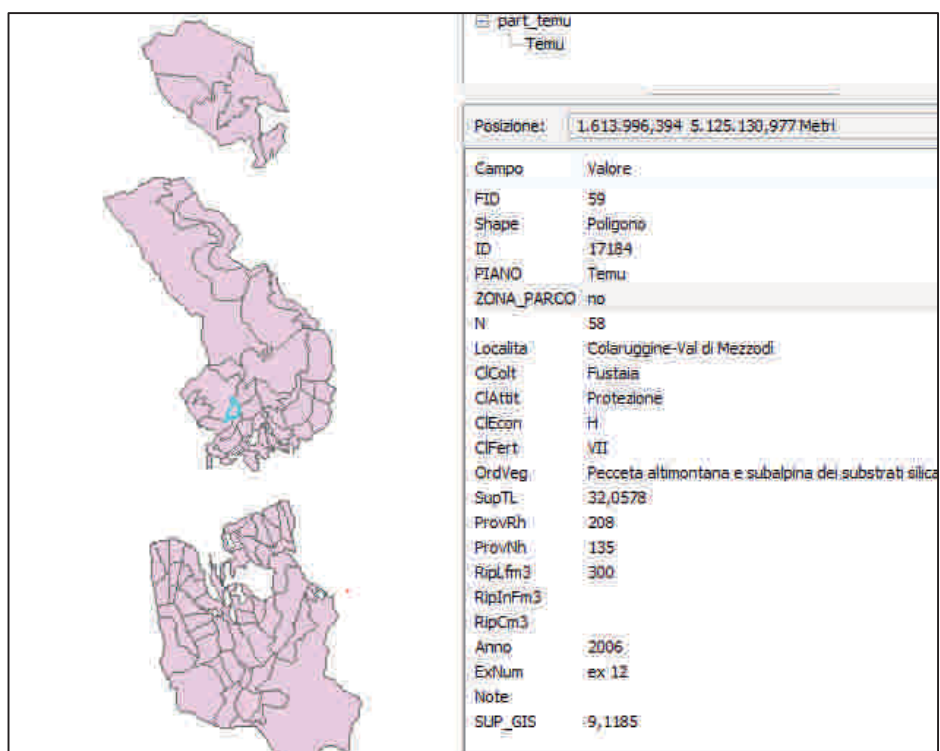 part_temu
Temu
Posizione: 1.613.996,394 5.125.130,977 Metri
Campo Valore
FID 59
Shape Poligono
ID 17184
PIANO Temu
ZONA_PARCO no
N 58
Localita Colaruggine-Val di Mezzodì
ClColt Fustaia
ClAttit Protezione
ClEcon H
ClFert VII
OrdVeg Pecceta altimontana e subalpina dei substrati silica
SupTL 32,0578
ProvRh 208
ProvNh 135
RipLfm3 300
RipInFm3
RipCm3
Anno 2006
ExNum ex 12
Note
SUP_GIS 9,1185